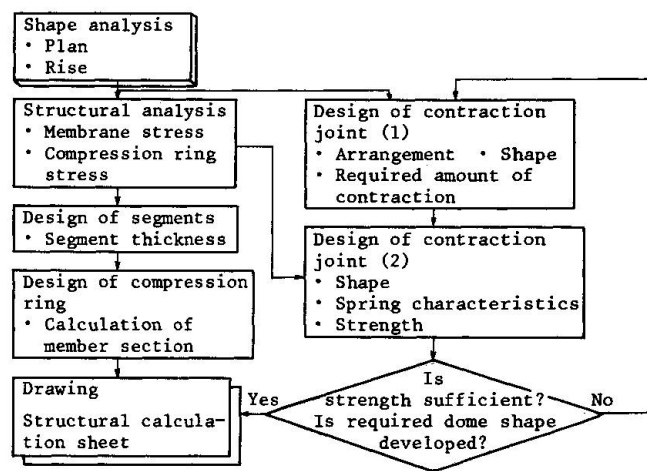 Shape analysis
・ Plan
・ Rise
Structural analysis
・ Membrane stress
・ Compression ring
stress
Design of segments
・ Segment thickness
Design of compression
ring
・ Calculation of
member section
Drawing
Structural calcula-
tion sheet
Design of contraction
joint (1)
・ Arrangement ・ Shape
・ Required amount of
contraction
Design of contraction
joint (2)
・ Shape
・ Spring characteristics
・ Strength
Is
strength sufficient?
Is required dome shape
developed?
Yes
No